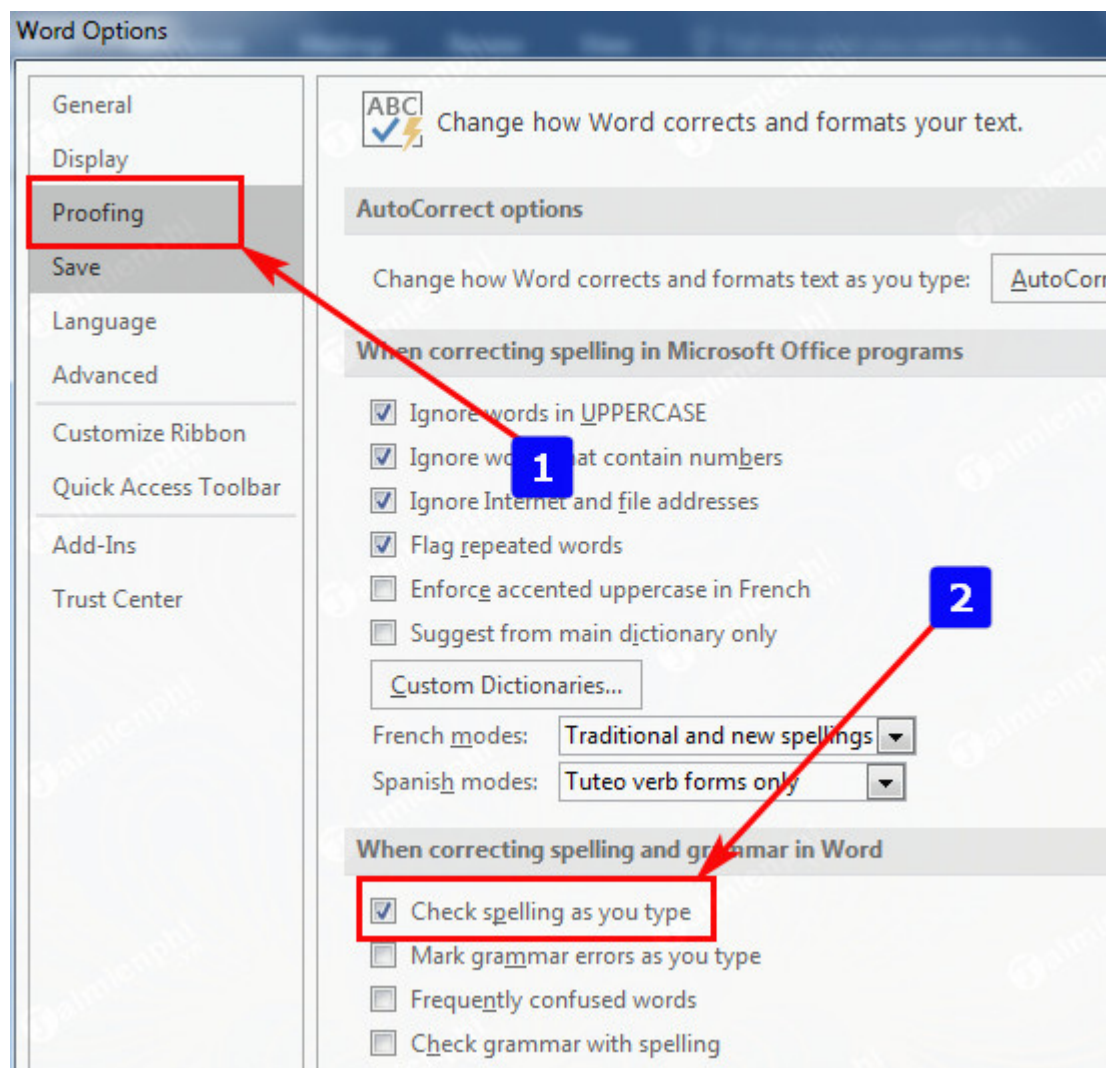 Word Options
General
Display
Proofing
Save
Language
Advanced
Customize Ribbon
Quick Access Toolbar
Add-Ins
Trust Center
ABC
Change how Word corrects and formats your text.
AutoCorrect options
Change how Word corrects and formats text as you type: AutoCorr
When correcting spelling in Microsoft Office programs
Ignore words in UPPERCASE
Ignore wo at contain numbers
1
Ignore Internet and file addresses
Flag repeated words
Enforce accented uppercase in French
2
Suggest from main dictionary only
Custom Dictionaries...
French modes: Traditional and new spellings
Spanish modes: Tuteo verb forms only
When correcting spelling and grammar in Word
Check spelling as you type
Mark grammar errors as you type
Frequently confused words
Check grammar with spelling